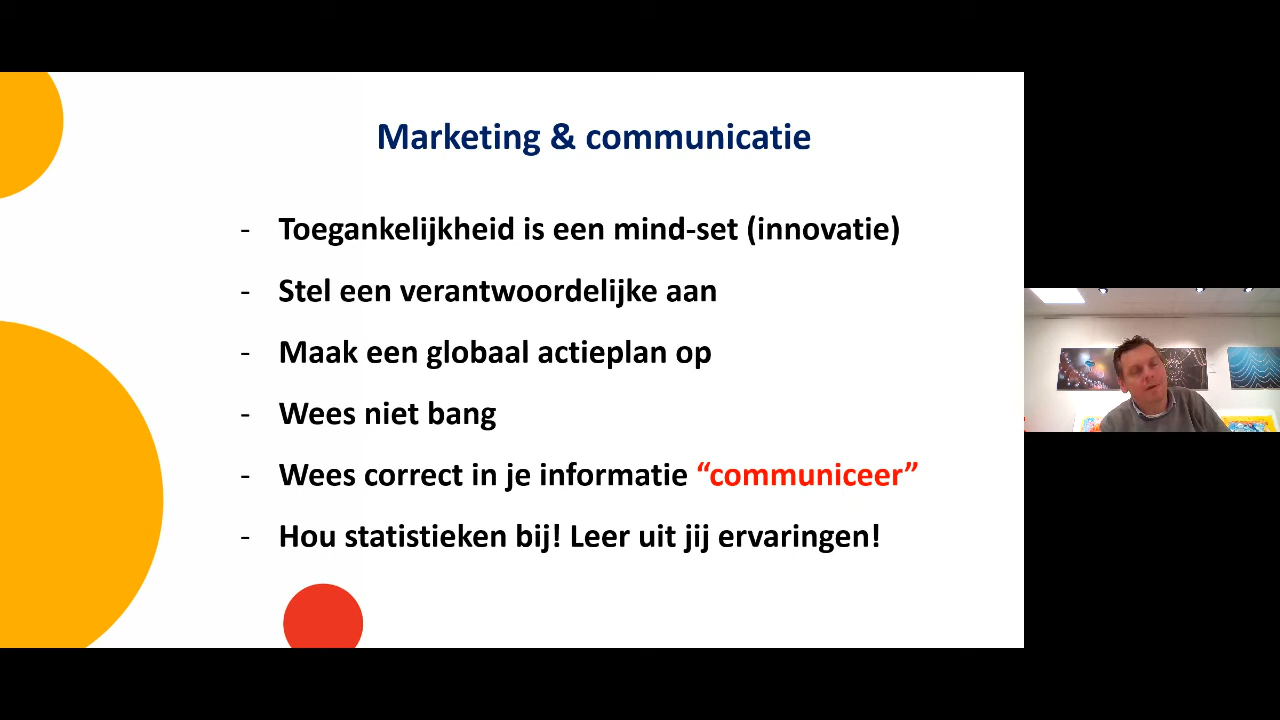 Marketing & communicatie
- Toegankelijkheid is een mind-set (innovatie)
- Stel een verantwoordelijke aan
- Maak een globaal actieplan op
- Wees niet bang
- Wees correct in je informatie “communiceer”
- Hou statistieken bij! Leer uit jij ervaringen!